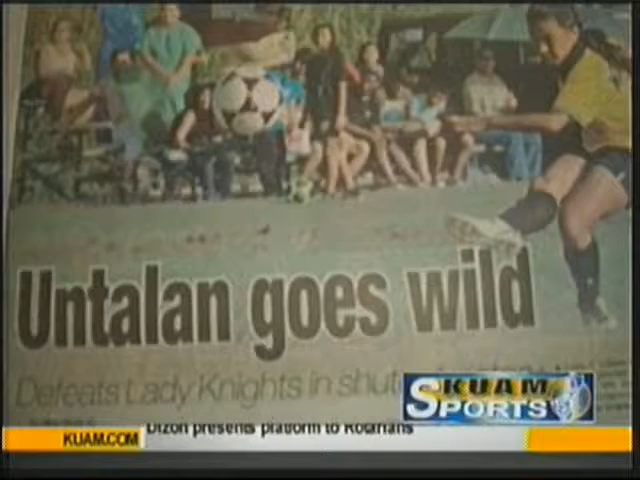 Untalan goes wild
Defeats Lady Knights in shut
KUAM
SPORTS
KUAM.COM
Dizon presents platform to Rotarians